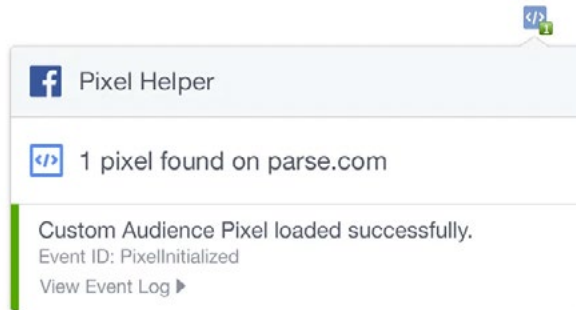 </> 1
f Pixel Helper
</> 1 pixel found on parse.com
Custom Audience Pixel loaded successfully.
Event ID: PixelInitialized
View Event Log